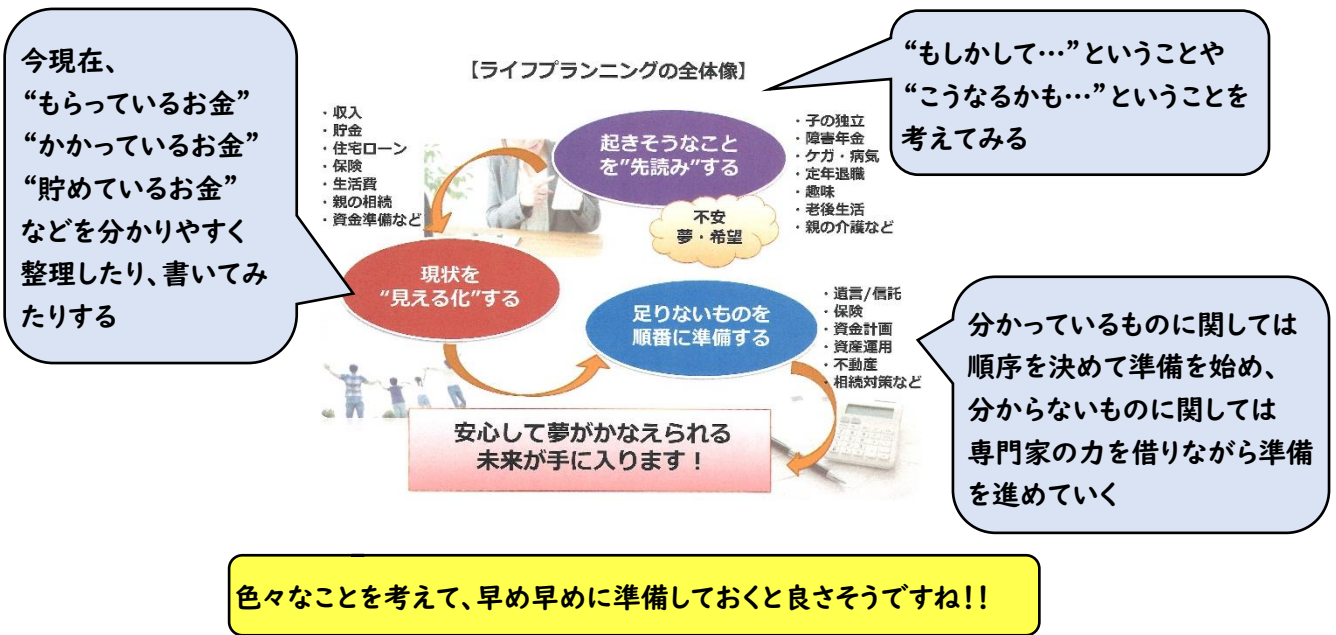 今現在、
“もらっているお金”
“かかっているお金”
“貯めているお金”
などを分かりやすく
整理したり、書いてみ
たりする
【ライフプランニングの全体像】
“もしかして…”ということや
“こうなるかも…”ということを
考えてみる
・収入
・貯金
・住宅ローン
・保険
・生活費
・親の相続
・資金準備など
起きそうなこと
を”先読み”する
・子の独立
・障害年金
・ケガ・病気
・定年退職
・趣味
・老後生活
・親の介護など
不安
夢・希望
現状を
“見える化”する
足りないものを
順番に準備する
・遺言/信託
・保険
・資金計画
・資産運用
・不動産
・相続対策など
分かっているものに関しては
順序を決めて準備を始め、
分からないものに関しては
専門家の力を借りながら準備
を進めていく
安心して夢がかなえられる
未来が手に入ります！
色々なことを考えて、早め早めに準備しておくと良さそうですね！！